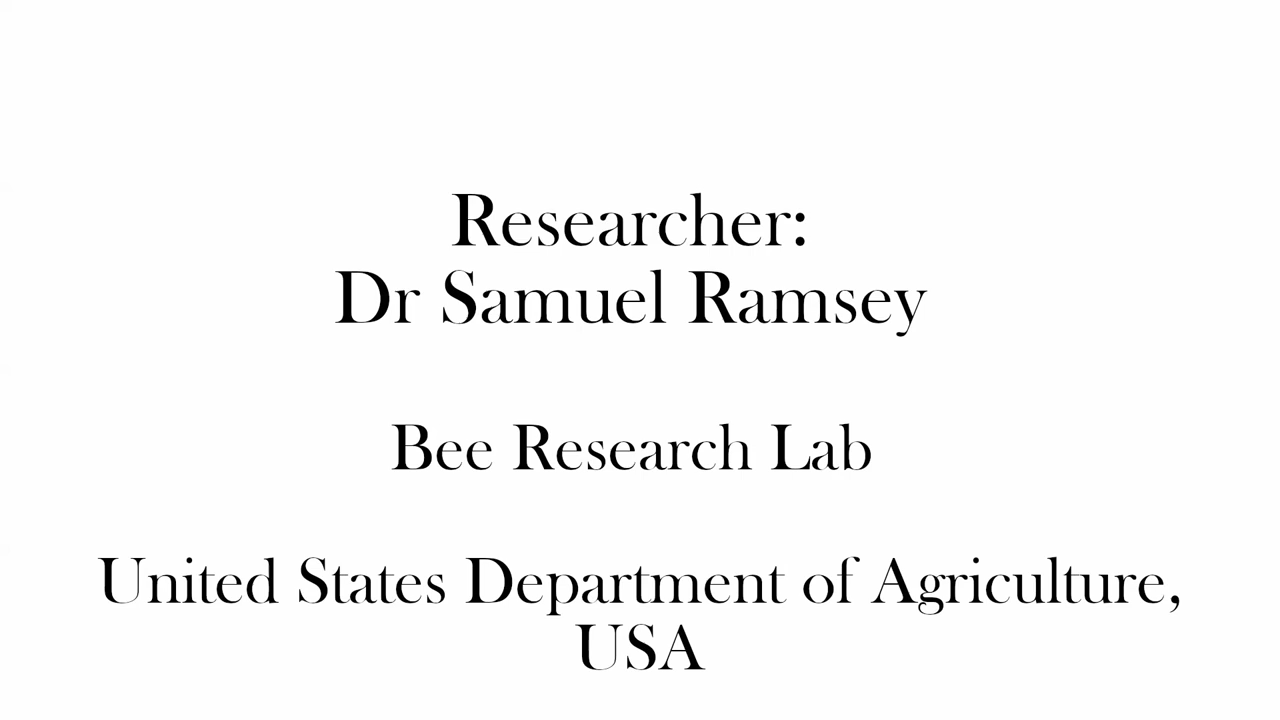 Researcher:
Dr Samuel Ramsey
Bee Research Lab
United States Department of Agriculture,
USA